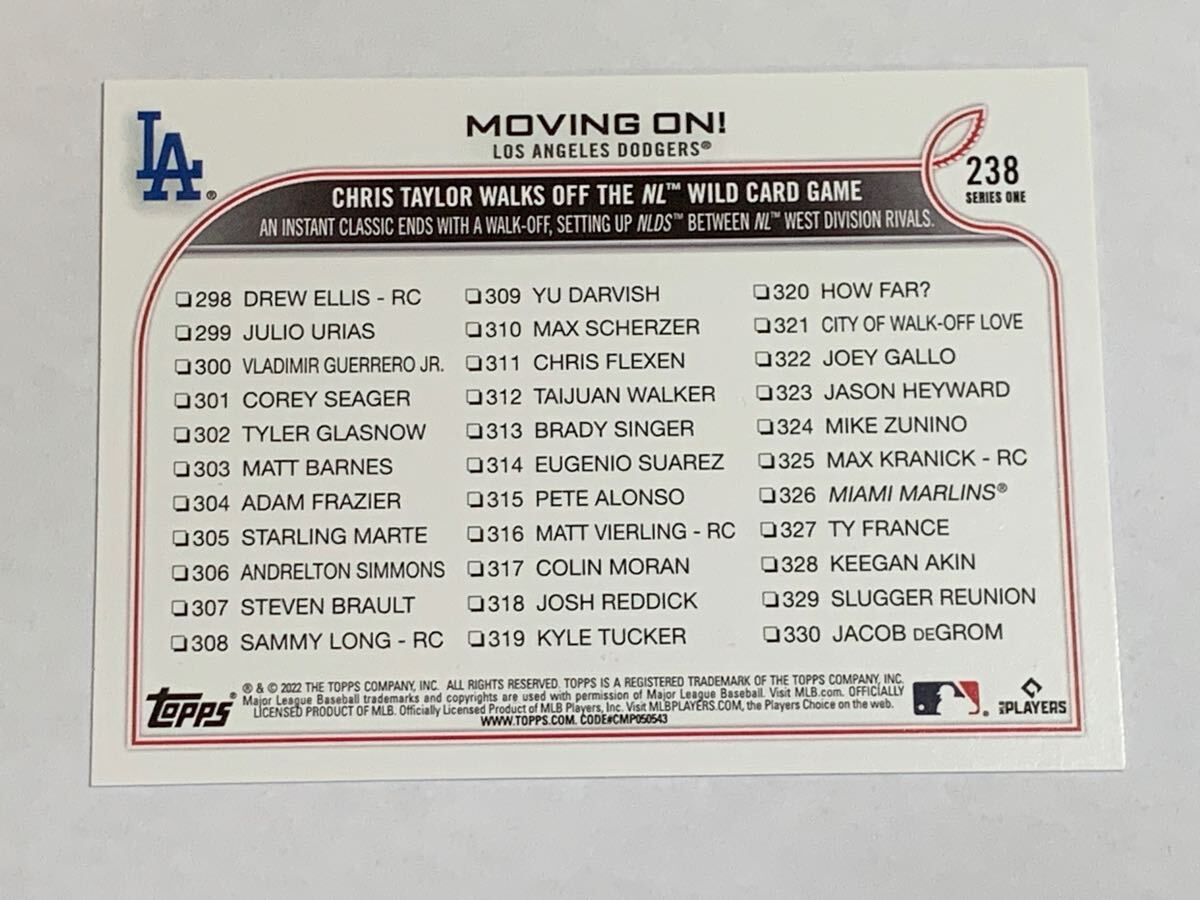 LA®
MOVING ON!
LOS ANGELES DODGERS®
238
SERIES ONE
CHRIS TAYLOR WALKS OFF THE NL™ WILD CARD GAME
AN INSTANT CLASSIC ENDS WITH A WALK-OFF, SETTING UP NLDS™ BETWEEN NL™ WEST DIVISION RIVALS.
❏298 DREW ELLIS - RC
❏299 JULIO URIAS
❏300 VLADIMIR GUERRERO JR.
❏301 COREY SEAGER
❏302 TYLER GLASNOW
❏303 MATT BARNES
❏304 ADAM FRAZIER
❏305 STARLING MARTE
❏306 ANDRELTON SIMMONS
❏307 STEVEN BRAULT
❏308 SAMMY LONG - RC
❏309 YU DARVISH
❏310 MAX SCHERZER
❏311 CHRIS FLEXEN
❏312 TAIJUAN WALKER
❏313 BRADY SINGER
❏314 EUGENIO SUAREZ
❏315 PETE ALONSO
❏316 MATT VIERLING - RC
❏317 COLIN MORAN
❏318 JOSH REDDICK
❏319 KYLE TUCKER
❏320 HOW FAR?
❏321 CITY OF WALK-OFF LOVE
❏322 JOEY GALLO
❏323 JASON HEYWARD
❏324 MIKE ZUNINO
❏325 MAX KRANICK - RC
❏326 MIAMI MARLINS®
❏327 TY FRANCE
❏328 KEEGAN AKIN
❏329 SLUGGER REUNION
❏330 JACOB DEGROM
TOPPS®
® & © 2022 THE TOPPS COMPANY, INC. ALL RIGHTS RESERVED. TOPPS IS A REGISTERED TRADEMARK OF THE TOPPS COMPANY, INC.
Major League Baseball trademarks and copyrights are used with permission of Major League Baseball. Visit MLB.com. OFFICIALLY
LICENSED PRODUCT OF MLB. Officially Licensed Product of MLB Players, Inc. Visit MLBPLAYERS.COM, the Players Choice on the web.
WWW.TOPPS.COM. CODE#CMP050543
MLB PLAYERS